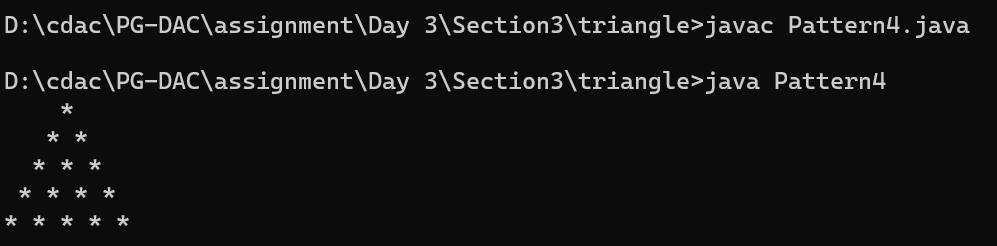 D:\cdac\PG-DAC\assignment\Day 3\Section3\triangle>javac Pattern4.java
D:\cdac\PG-DAC\assignment\Day 3\Section3\triangle>java Pattern4
    *
   * *
  * * *
 * * * *
* * * * *